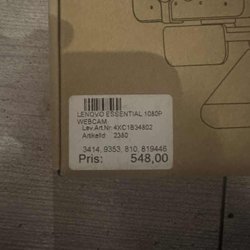 LENOVO ESSENTIAL 1080P
WEBCAM
Lev.Art.Nr: 4XC1B34802
Artikelid: 2380
3414, 9353, 810, 819446
Pris: 548,00